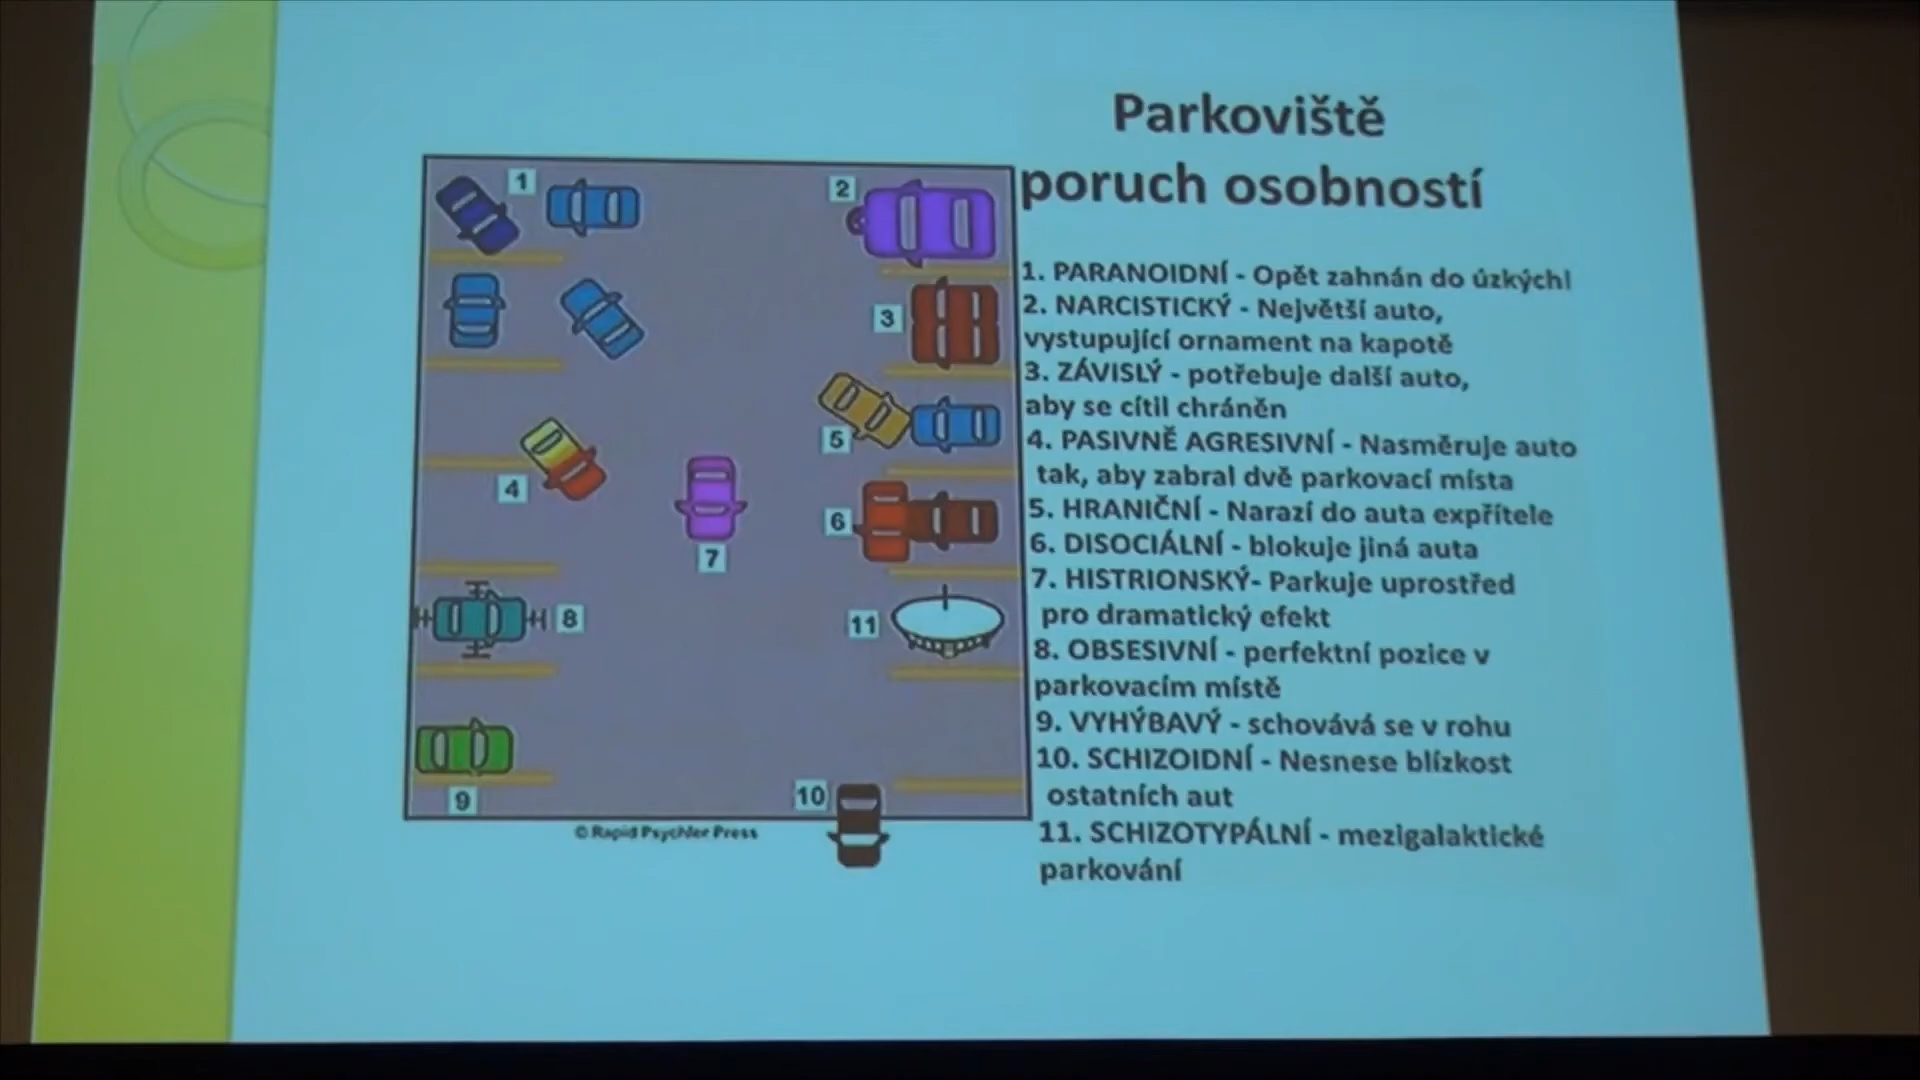 Parkoviště
poruch osobností
1. PARANOIDNÍ - Opět zahnán do úzkých!
2. NARCISTICKÝ - Největší auto,
vystupující ornament na kapotě
3. ZÁVISLÝ - potřebuje další auto,
aby se cítil chráněn
4. PASIVNĚ AGRESIVNÍ - Nasměruje auto
tak, aby zabral dvě parkovací místa
5. HRANIČNÍ - Narazí do auta expřítele
6. DISOCIÁLNÍ - blokuje jiná auta
7. HISTRIONSKÝ- Parkuje uprostřed
pro dramatický efekt
8. OBSESIVNÍ - perfektní pozice v
parkovacím místě
9. VYHÝBAVÝ - schovává se v rohu
10. SCHIZOIDNÍ - Nesnese blízkost
ostatních aut
11. SCHIZOTYPÁLNÍ - mezigalaktické
parkování
1
2
3
4
5
6
7
8
11
9
10
© Rapid Psychler Press